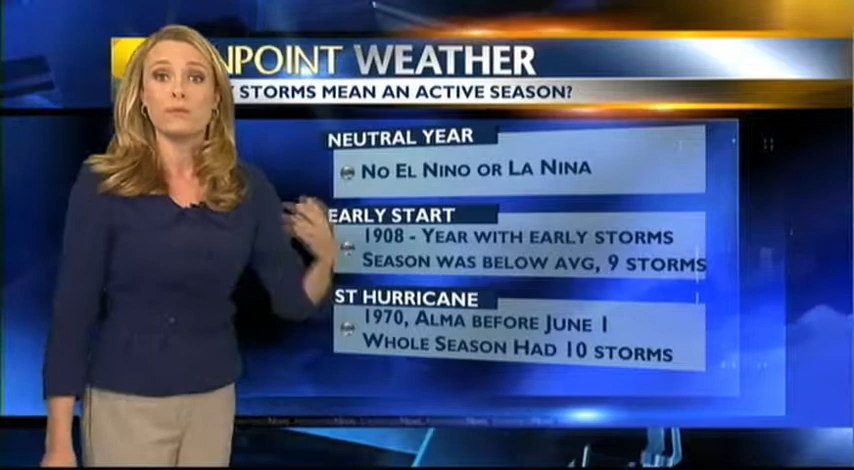 NPOINT WEATHER
STORMS MEAN AN ACTIVE SEASON?
NEUTRAL YEAR
NO EL NINO OR LA NINA
EARLY START
1908 - YEAR WITH EARLY STORMS
SEASON WAS BELOW AVG, 9 STORMS
ST HURRICANE
1970, ALMA BEFORE JUNE 1
WHOLE SEASON HAD 10 STORMS